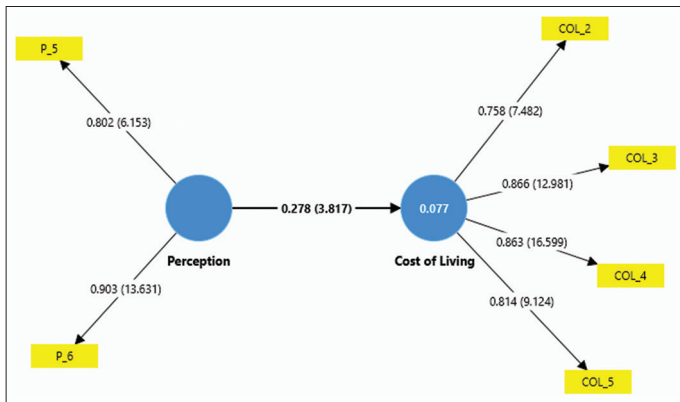 P_5
COL_2
0.802 (6.153)
0.758 (7.482)
COL_3
0.866 (12.981)
0.278 (3.817)
0.077
0.863 (16.599)
Perception
Cost of Living
COL_4
0.903 (13.631)
0.814 (9.124)
P_6
COL_5